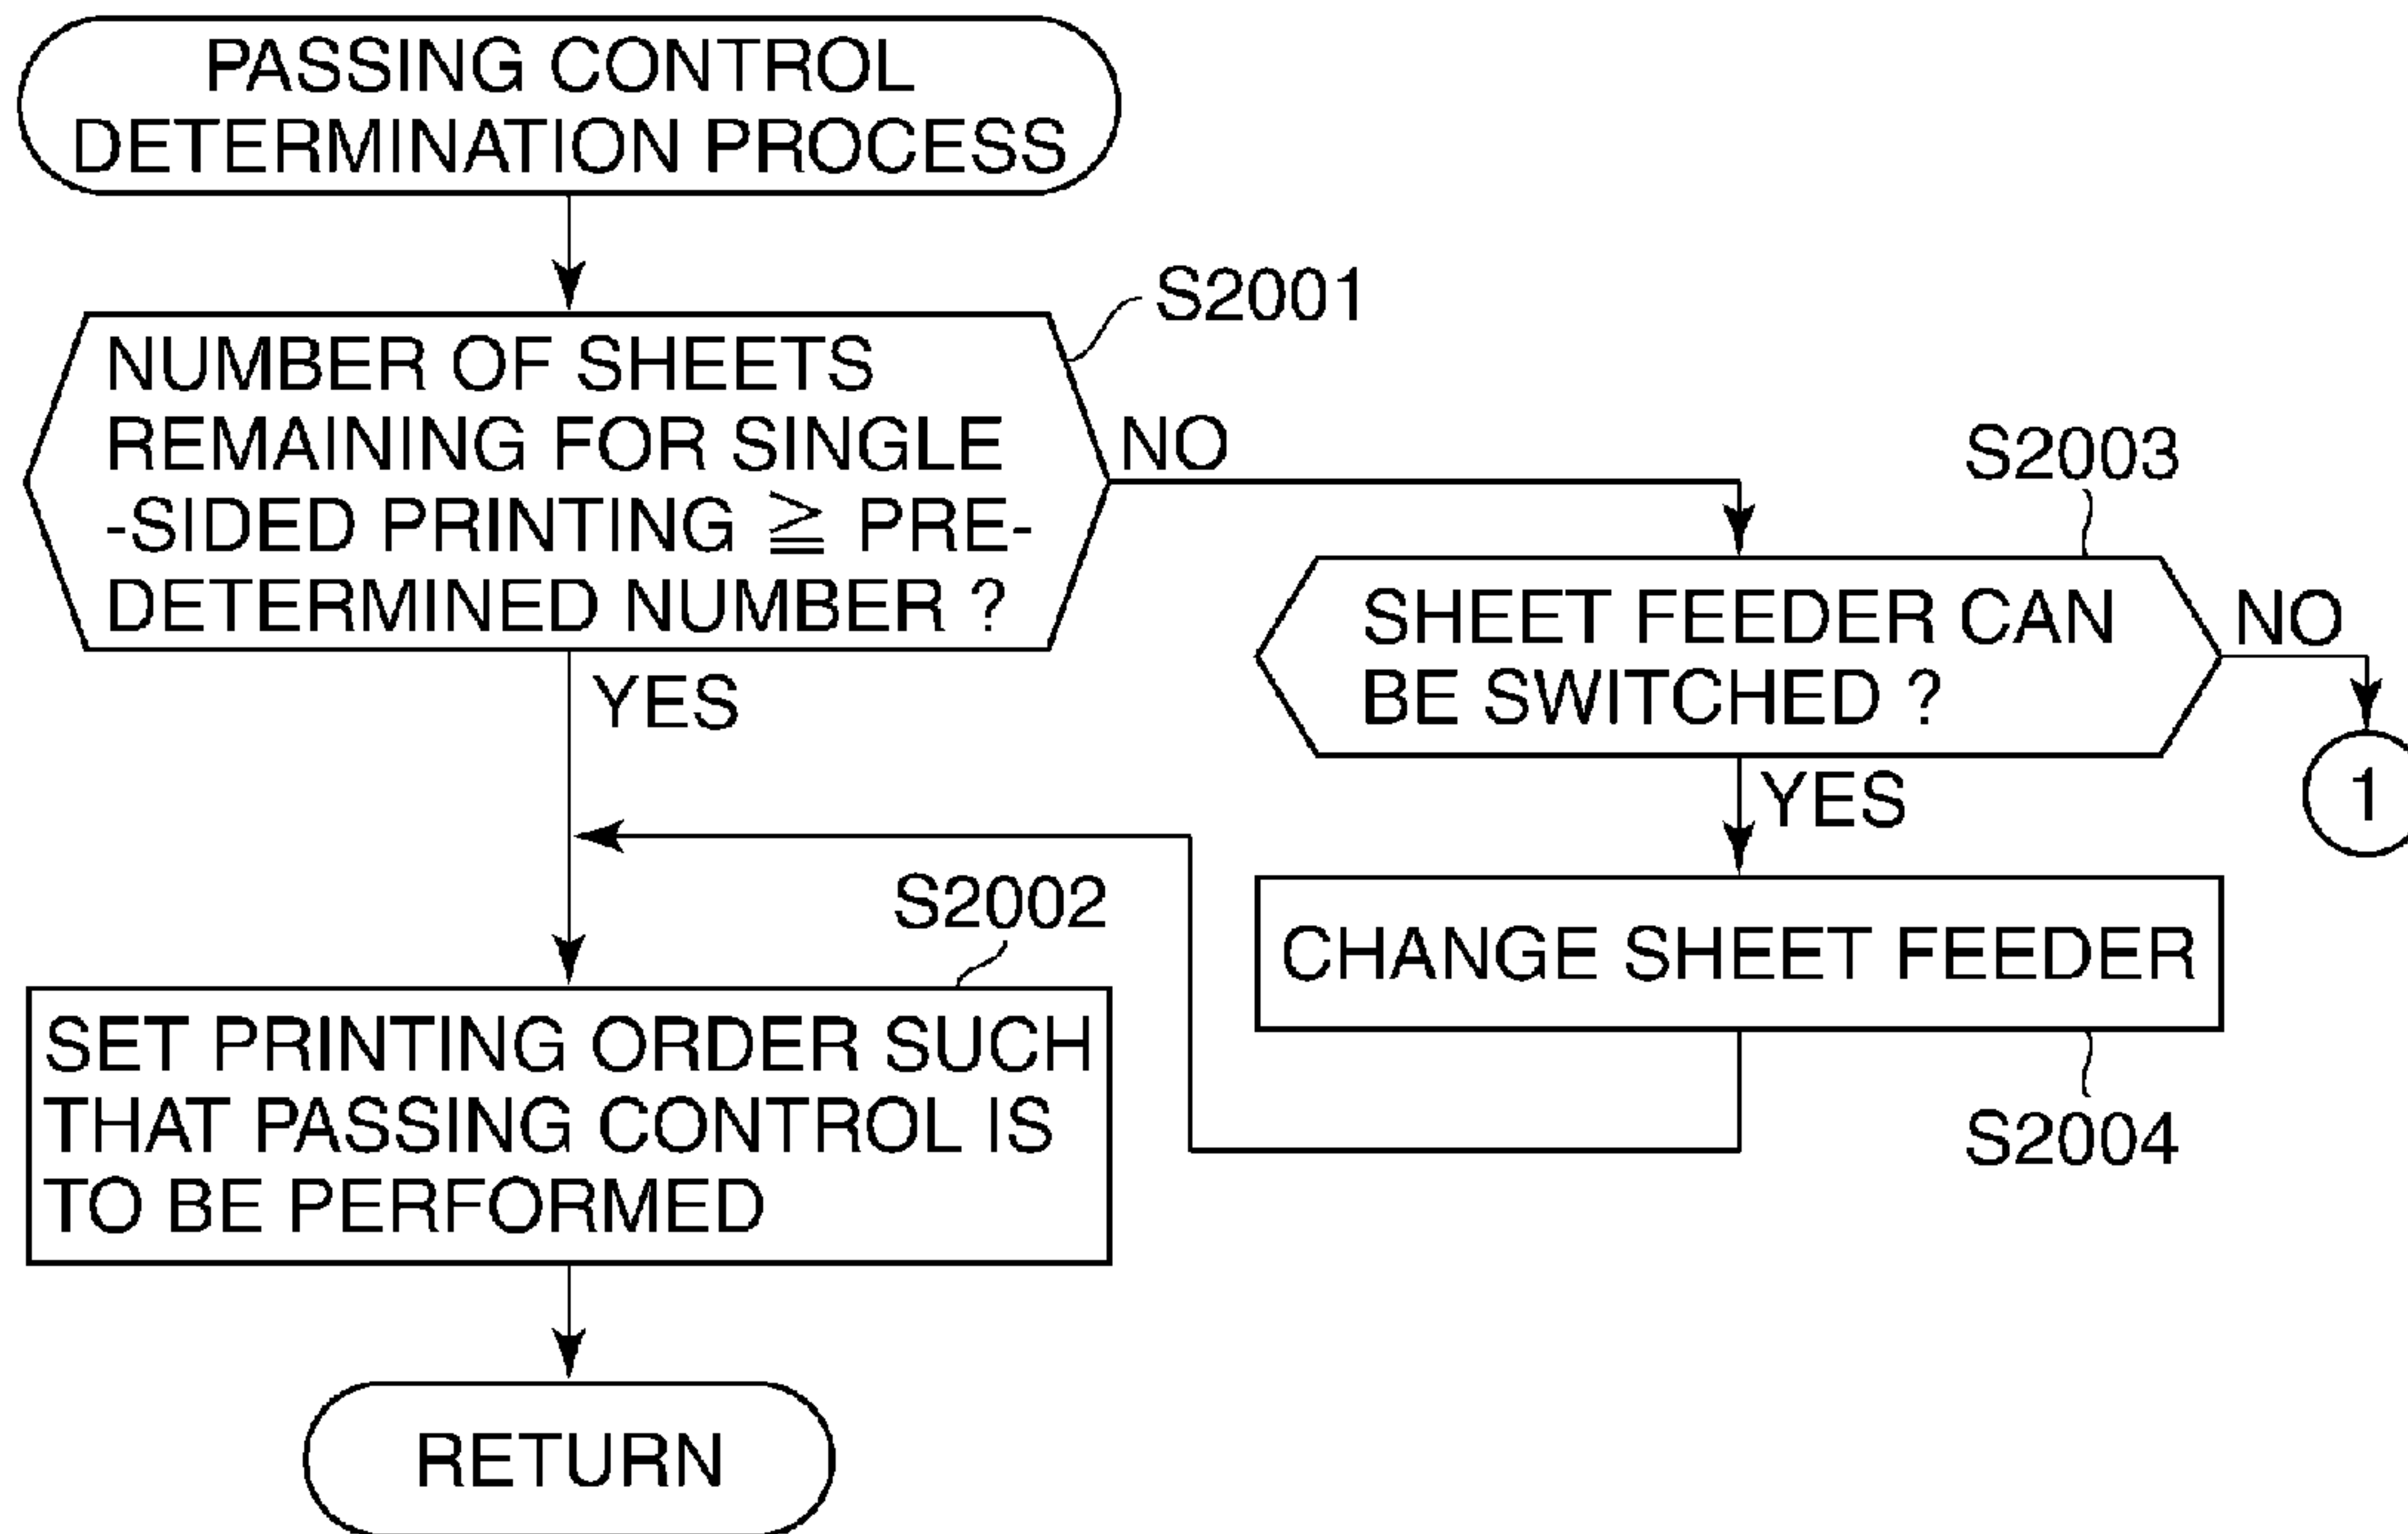 PASSING CONTROL
DETERMINATION PROCESS
S2001
NUMBER OF SHEETS
REMAINING FOR SINGLE
-SIDED PRINTING ≧ PRE-
DETERMINED NUMBER ?
NO
YES
S2003
SHEET FEEDER CAN
BE SWITCHED ?
NO
1
YES
CHANGE SHEET FEEDER
S2004
S2002
SET PRINTING ORDER SUCH
THAT PASSING CONTROL IS
TO BE PERFORMED
RETURN